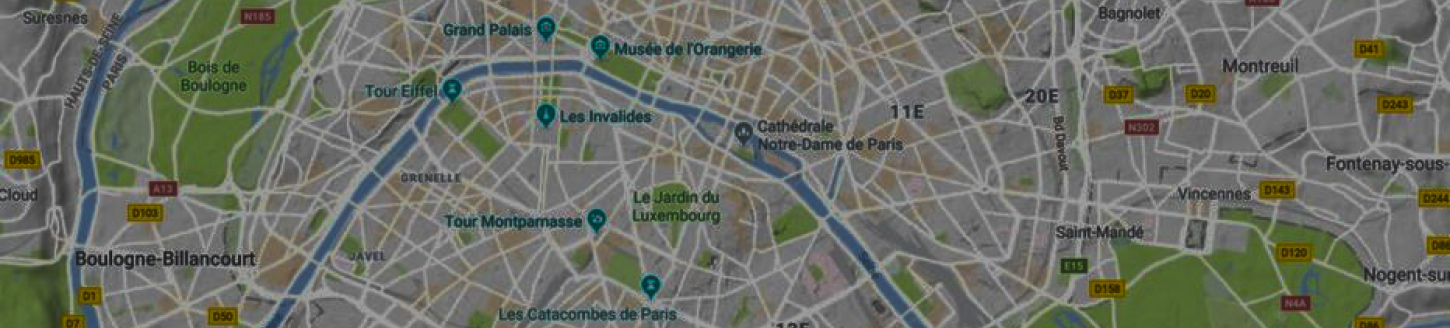 Suresnes
N185
Grand Palais
Musée de l'Orangerie
Bagnolet
D41
HAUTS-DE-SEINE
PARIS
Bois de
Boulogne
Tour Eiffel
Les Invalides
Montreuil
11E
20E
D37
D20
D243
Cathédrale
Notre-Dame de Paris
N302
Bd Davout
D985
Cloud
A13
GRENELLE
Le Jardin du
Luxembourg
Fontenay-sous-
Vincennes
D143
D244
D103
Tour Montparnasse
Saint-Mandé
Boulogne-Billancourt
JAVEL
D120
E15
D158
Nogent-sur
N4A
D1
D50
D7
Les Catacombes de Paris